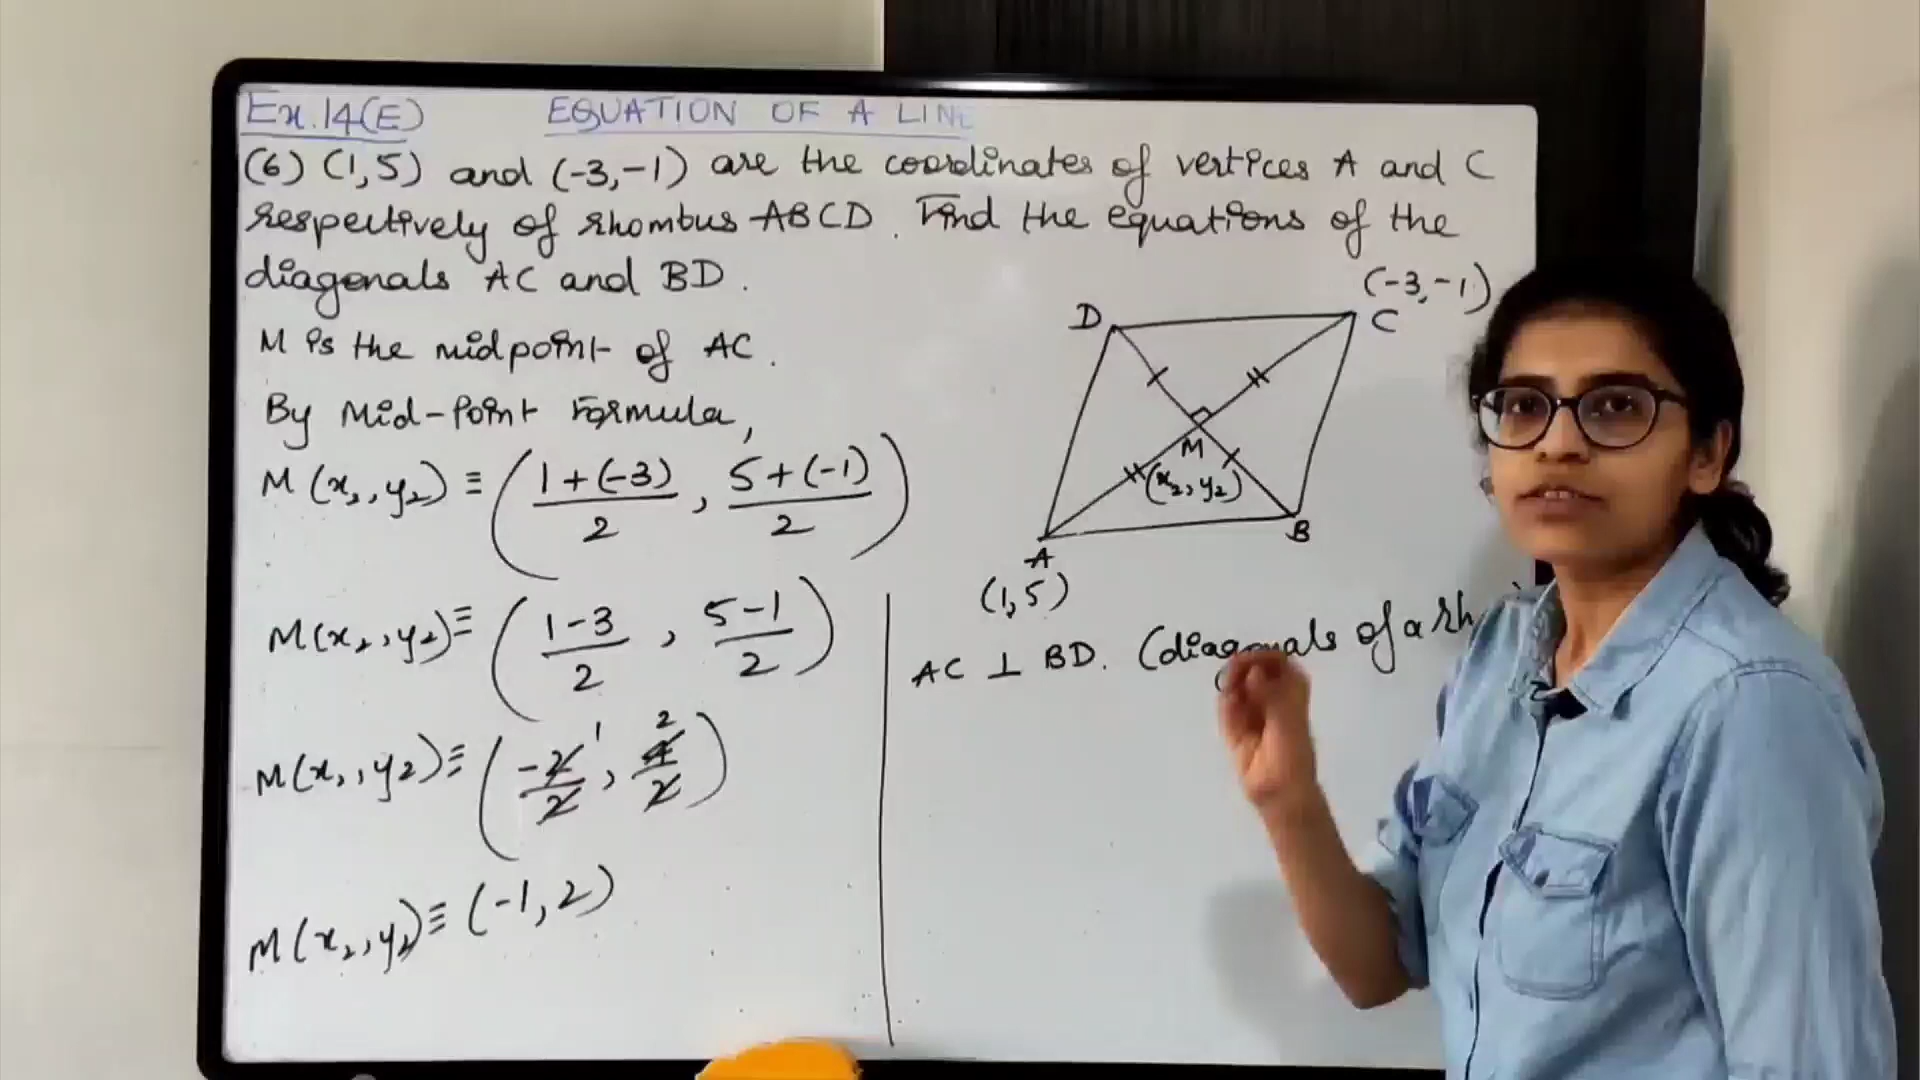 Ex.14(E) EQUATION OF A LINE
(6) (1,5) and (-3,-1) are the coordinates of vertices A and C
respectively of rhombus ABCD. Find the equations of the
diagonals AC and BD.
M is the midpoint of AC.
By Mid-Point Formula,
M(x₂,y₂) ≡ ( 1+(-3)/2 , 5+(-1)/2 )
M(x₂,y₂) ≡ ( 1-3/2 , 5-1/2 )
M(x₂,y₂) ≡ ( -2/2 1 , 4/2 2 )
M(x₂,y₂) ≡ (-1,2)
(-3,-1)
D C
M
(x₂,y₂)
A B
(1,5)
AC ⊥ BD. (diagonals of a rh